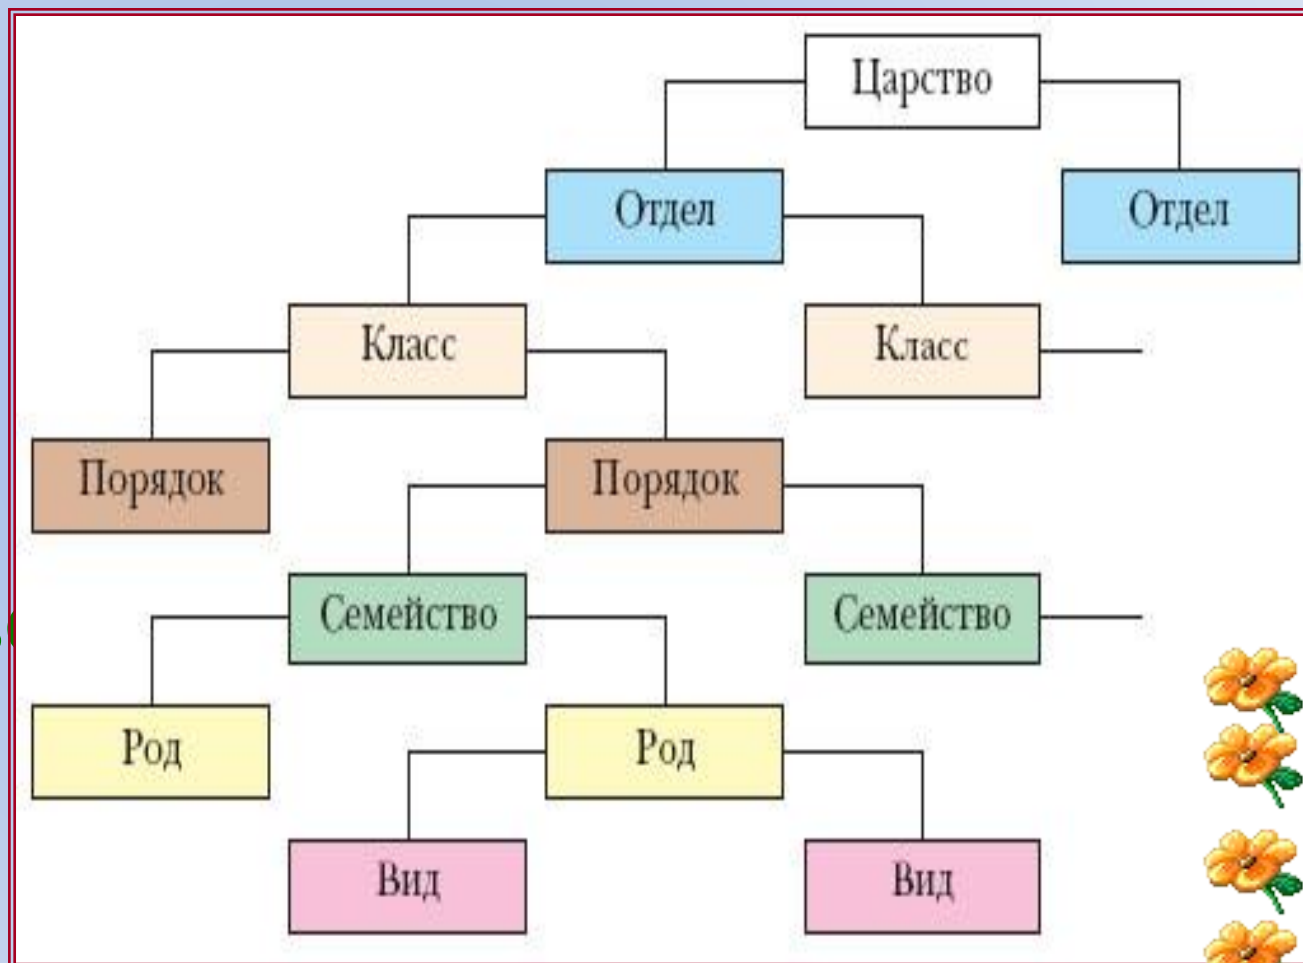 Царство
Отдел
Отдел
Класс
Класс
Порядок
Порядок
Семейство
Семейство
Род
Род
Вид
Вид